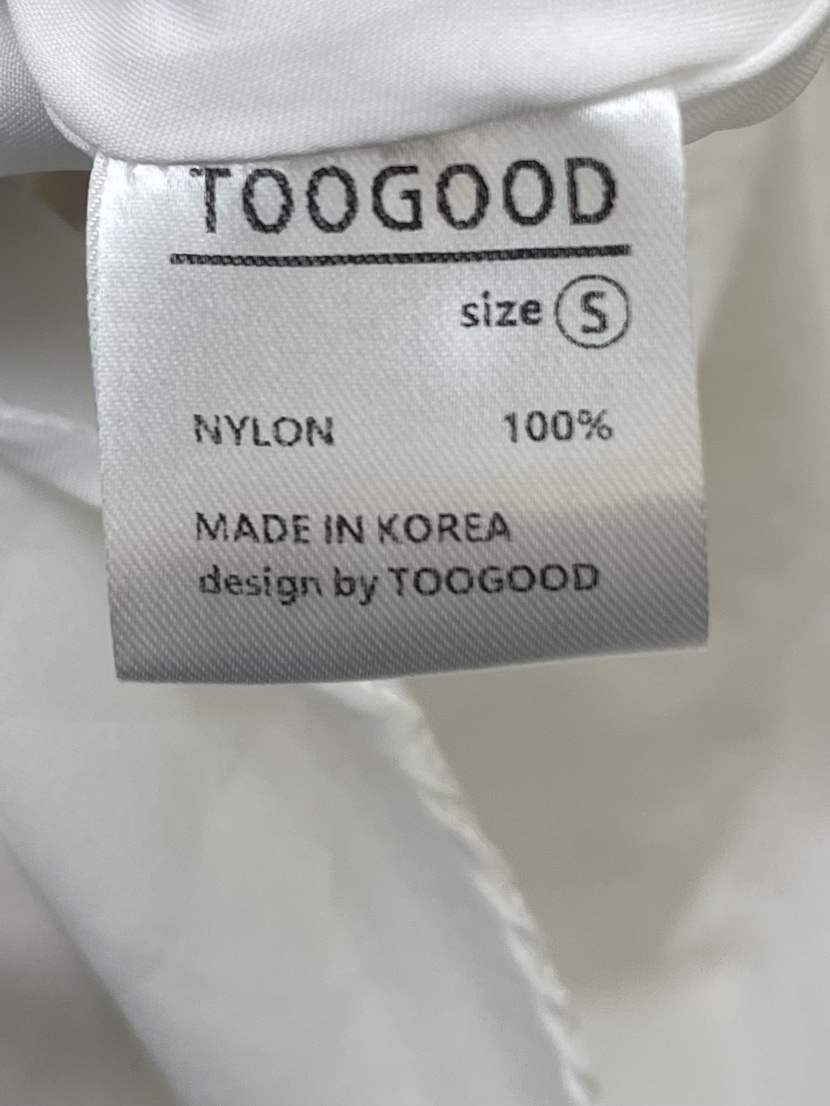 TOOGOOD
size S
NYLON 100%
MADE IN KOREA
design by TOOGOOD